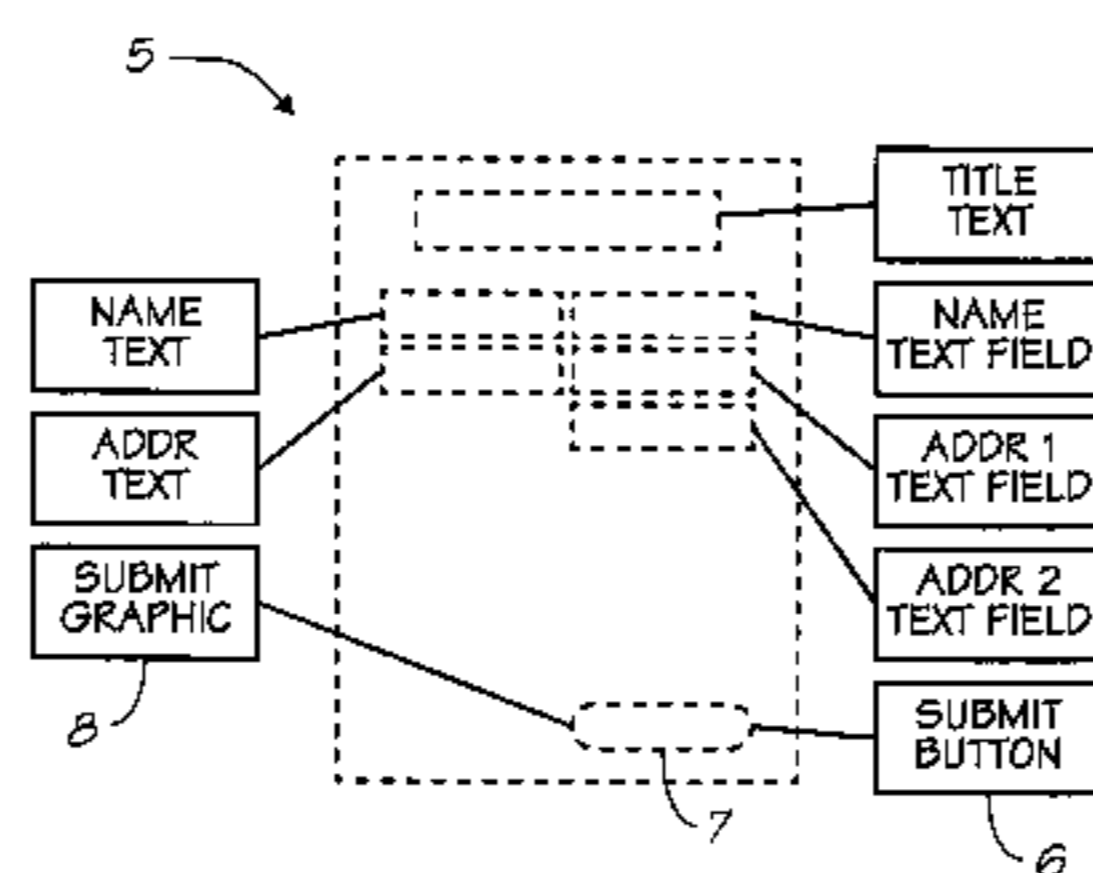 5
TITLE
TEXT
NAME
TEXT
NAME
TEXT FIELD
ADDR
TEXT
ADDR 1
TEXT FIELD
SUBMIT
GRAPHIC
ADDR 2
TEXT FIELD
8
SUBMIT
BUTTON
7
6